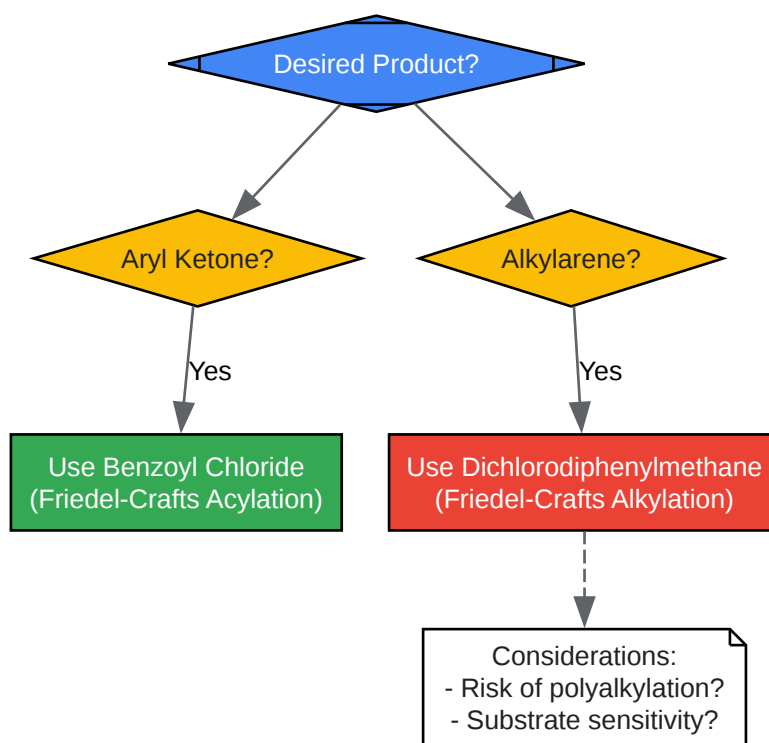 Desired Product?
Aryl Ketone?
Alkylarene?
Yes
Yes
Use Benzoyl Chloride
(Friedel-Crafts Acylation)
Use Dichlorodiphenylmethane
(Friedel-Crafts Alkylation)
Considerations:
- Risk of polyalkylation?
- Substrate sensitivity?